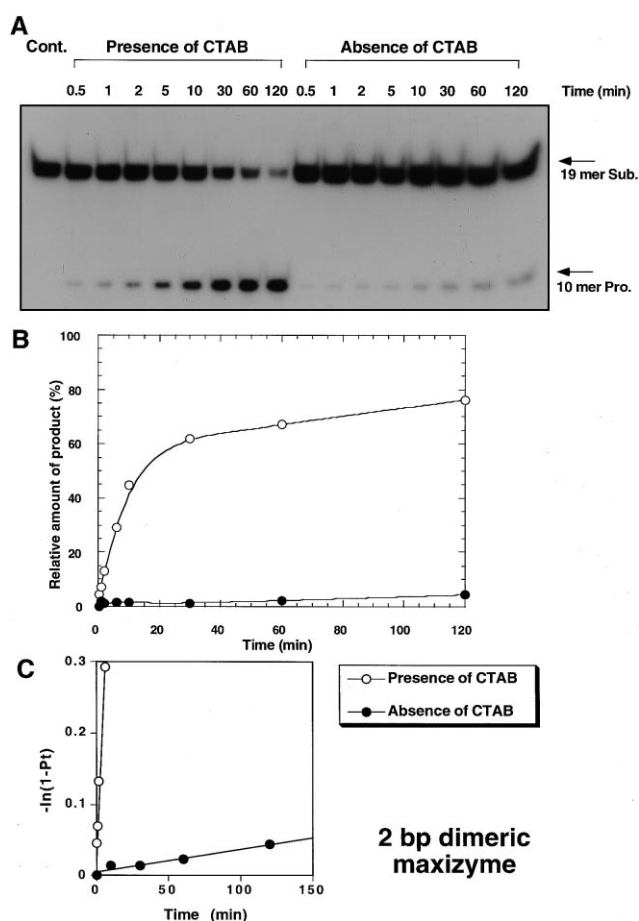 A
Cont. Presence of CTAB Absence of CTAB
0.5 1 2 5 10 30 60 120 0.5 1 2 5 10 30 60 120 Time (min)
19 mer Sub.
10 mer Pro.
B
Relative amount of product (%)
100
80
60
40
20
0
0 20 40 60 80 100 120
Time (min)
C
-ln(1-Pt)
0.3
0.2
0.1
0
0 50 100 150
Time (min)
Presence of CTAB
Absence of CTAB
2 bp dimeric
maxizyme